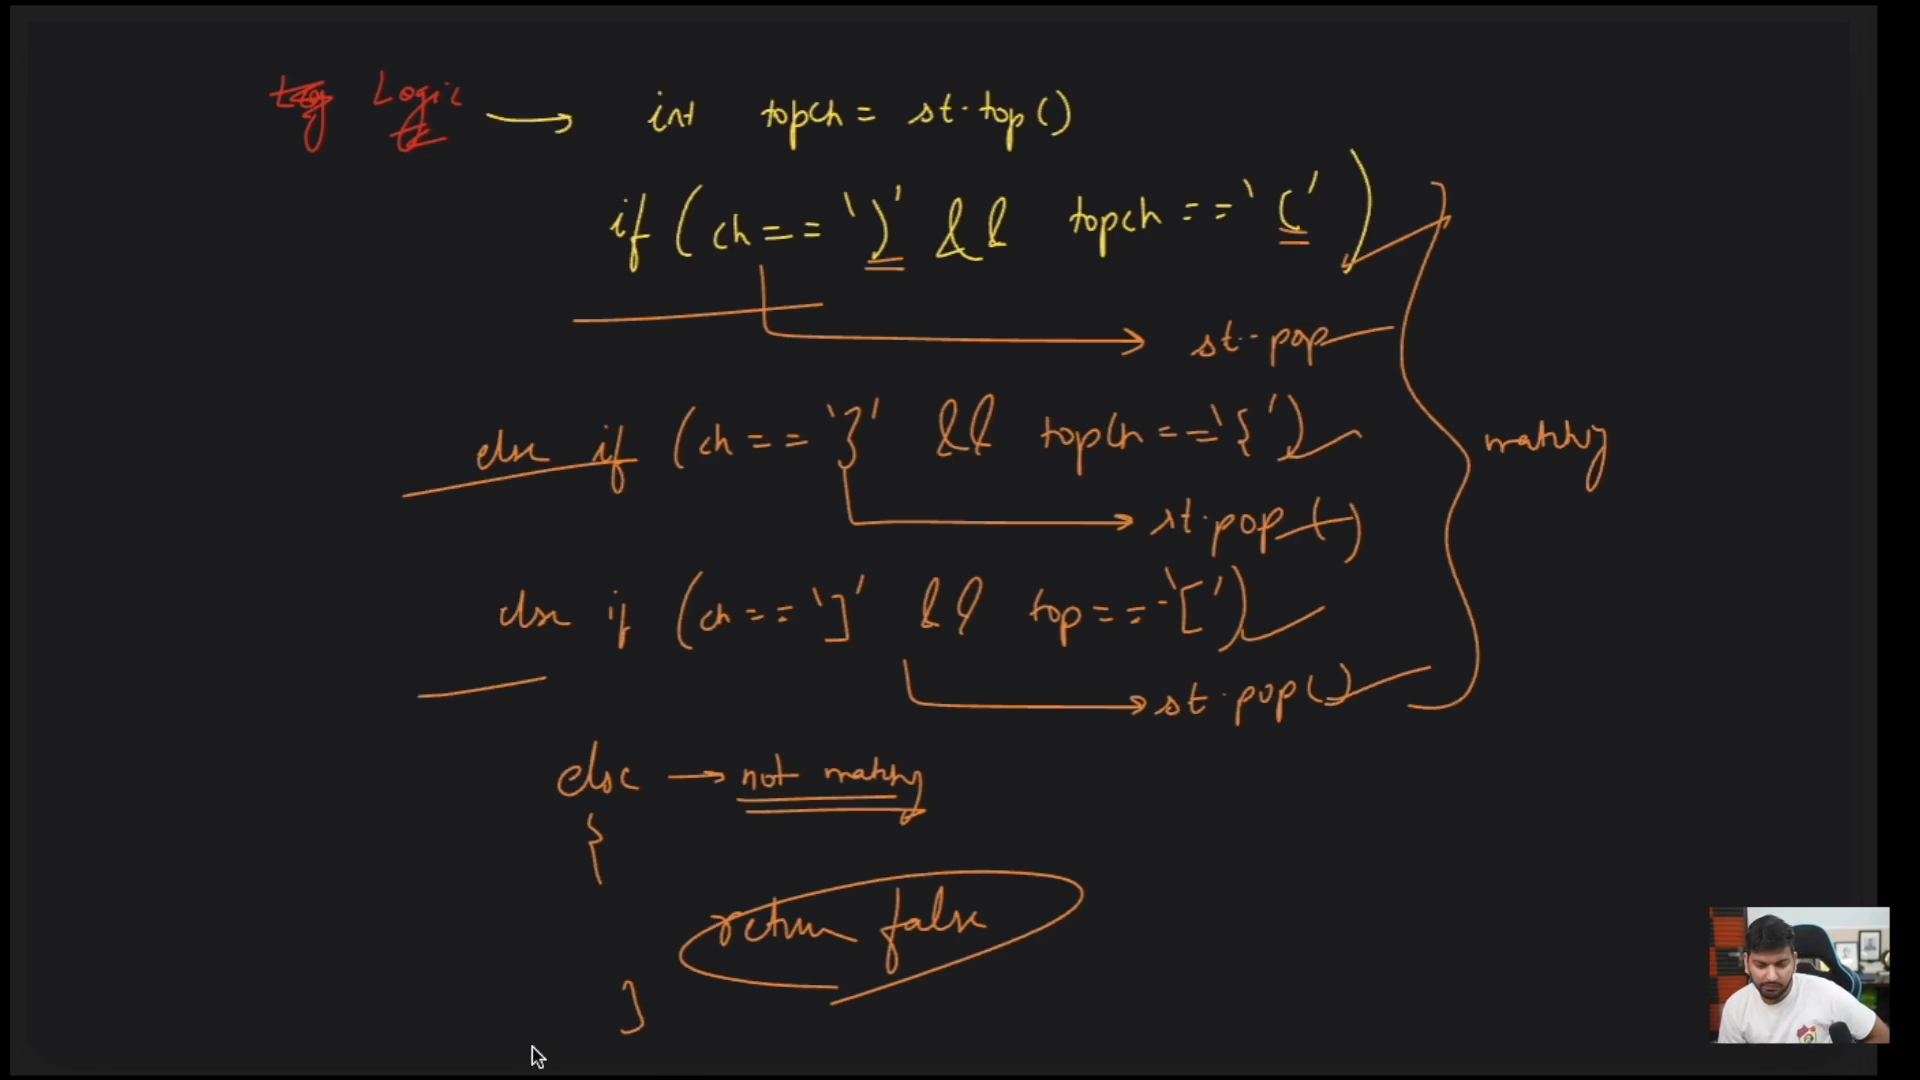 Logic → int topch = st.top()
if (ch == ')' && topch == '(')
st.pop
else if (ch == '}' && topch == '{')
st.pop()
else if (ch == ']' && top == '[')
st.pop()
matching
else → not matching
{
return false
}